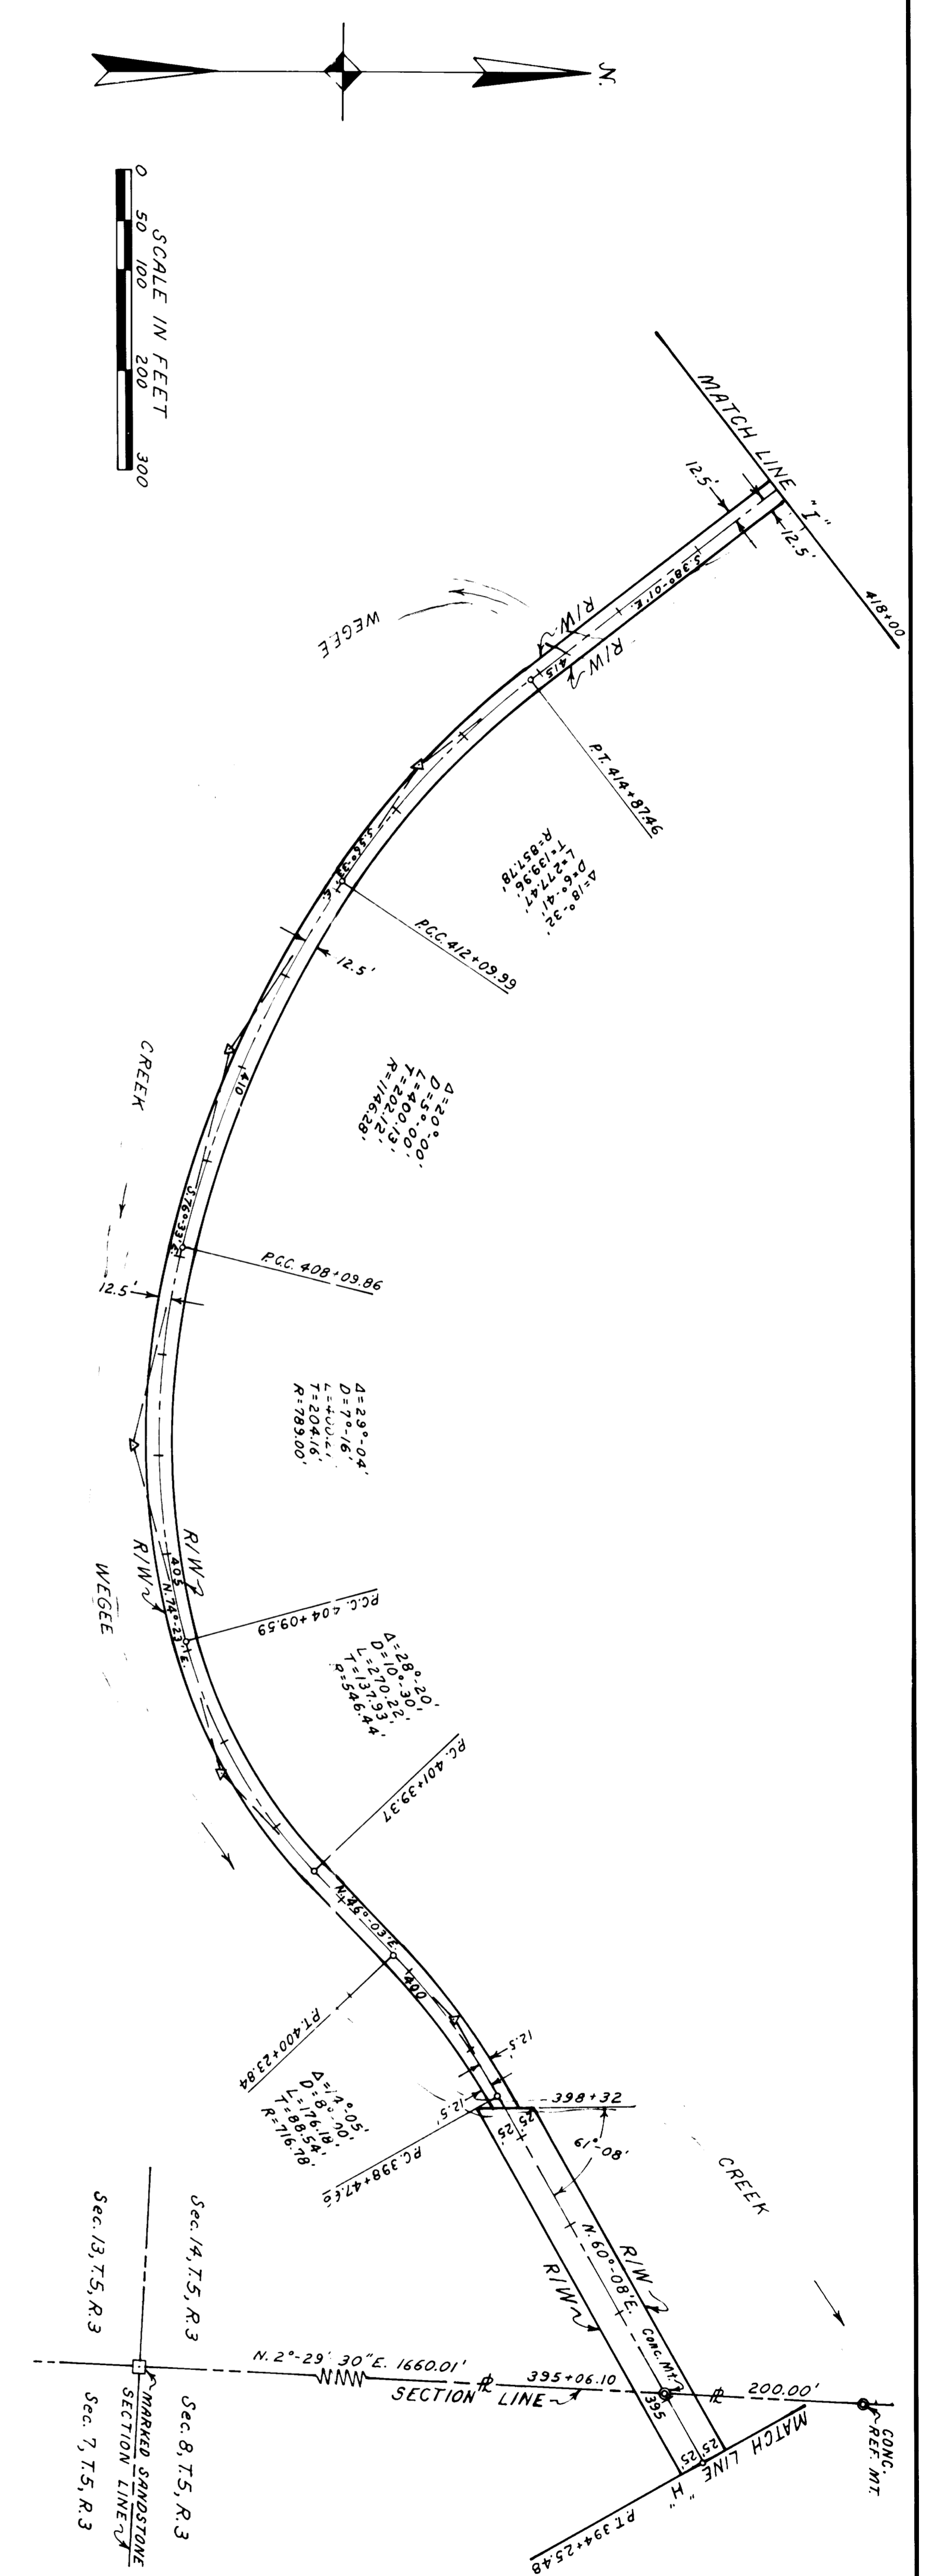 N.
0 50 100 200 300
SCALE IN FEET
MATCH LINE "I"
418+00
12.5'
12.5'
S.38°-01'E.
R/W
R/W
415
WEGEE
P.T. 414+87.46
Δ=18°-32'
D=6°-41'
L=277.47'
T=139.96'
R=857.78'
S.56°-33'E.
P.C.C. 412+09.99
12.5'
410
CREEK
Δ=20°-00'
D=5°-00'
L=400.13'
T=202.12'
R=1146.28'
S.76°-33'E.
P.C.C. 408+09.86
12.5'
Δ=29°-04'
D=7°-16'
T=204.16'
R=789.00'
R/W
R/W
405
N.74°-23'E.
WEGEE
P.C.C. 404+09.59
Δ=28°-20'
D=10°-30'
L=270.22'
T=137.93'
R=546.44'
P.C. 401+39.37
N.46°-03'E.
400
P.T. 400+23.84
12.5'
12.5'
398+32
25'
25'
61°-08'
Δ=14°-05'
D=8°-00'
L=176.18'
T=88.54'
R=716.78'
P.C. 398+47.66
CREEK
R/W
R/W
N.60°-08'E.
CONC. MT.
Sec. 14, T.5, R.3
Sec. 13, T.5, R.3
N. 2°-29' 30"E. 1660.01'
395+06.10
SECTION LINE
395
200.00'
CONC.
REF. MT.
MARKED SANDSTONE
SECTION LINE
Sec. 8, T.5, R.3
Sec. 7, T.5, R.3
25'
25'
MATCH LINE "H"
P.T. 394+25.48